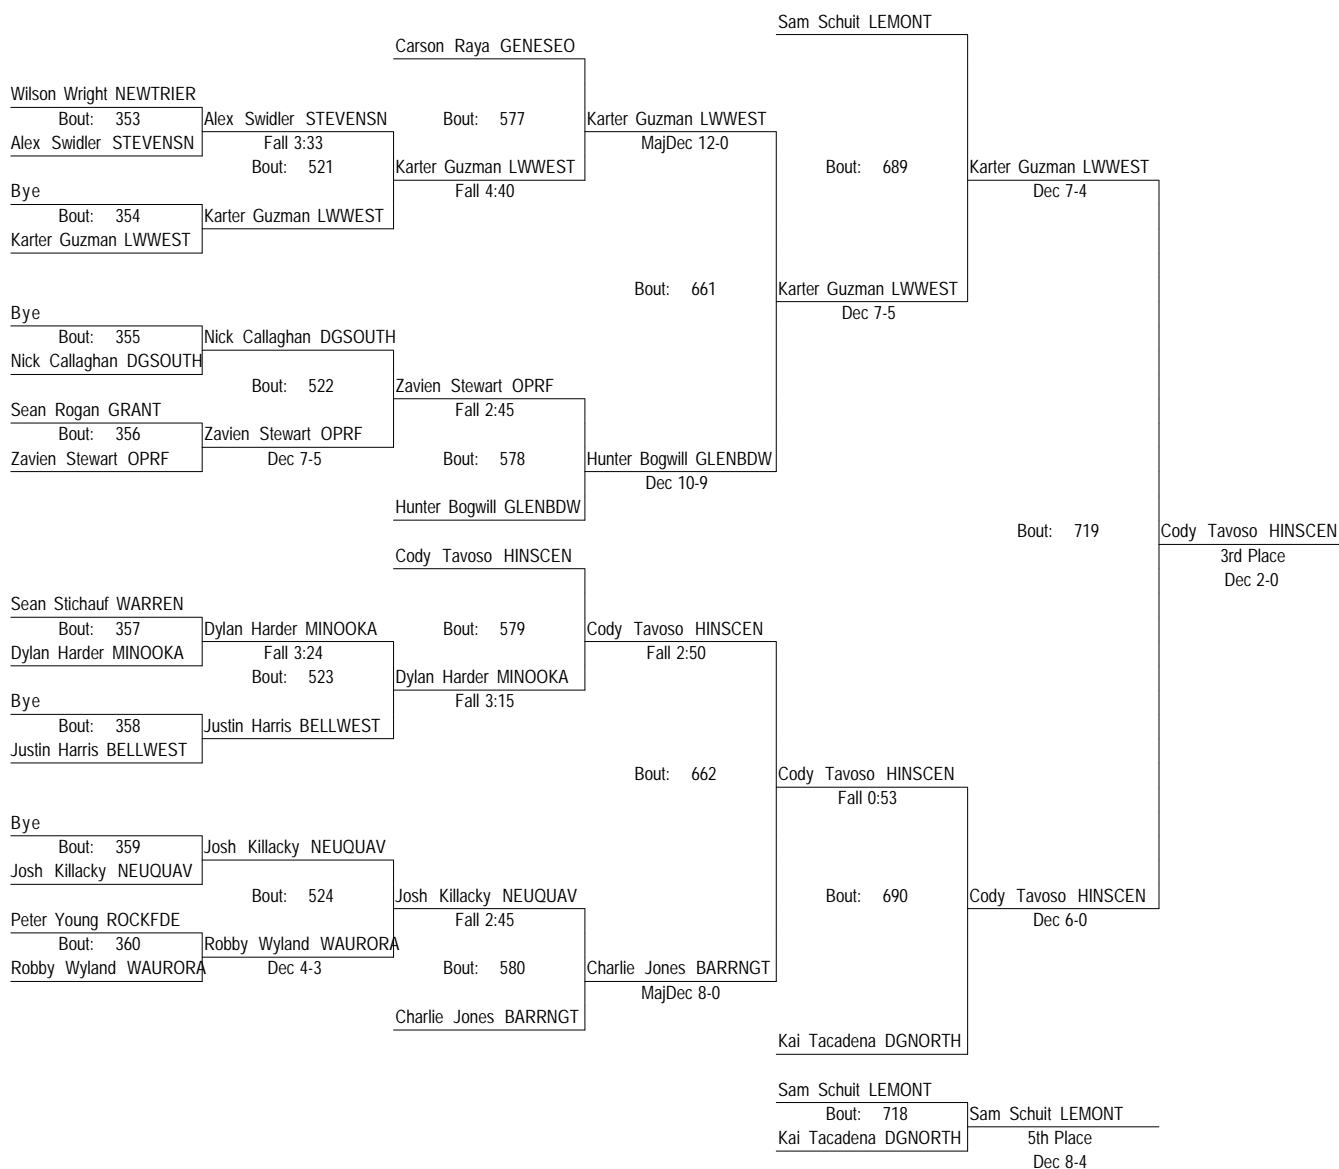 Sam Schuit LEMONT
Carson Raya GENESEO
Wilson Wright NEWTRIER
Bout: 353
Alex Swidler STEVENSN
Alex Swidler STEVENSN
Fall 3:33
Bout: 521
Bye
Bout: 354
Karter Guzman LWWEST
Karter Guzman LWWEST
Bout: 577
Karter Guzman LWWEST
Fall 4:40
Karter Guzman LWWEST
MajDec 12-0
Bout: 689
Karter Guzman LWWEST
Dec 7-4
Bout: 661
Karter Guzman LWWEST
Dec 7-5
Bye
Bout: 355
Nick Callaghan DGSOUTH
Nick Callaghan DGSOUTH
Bout: 522
Sean Rogan GRANT
Bout: 356
Zavien Stewart OPRF
Zavien Stewart OPRF
Dec 7-5
Zavien Stewart OPRF
Fall 2:45
Bout: 578
Hunter Bogwill GLENBDW
Hunter Bogwill GLENBDW
Dec 10-9
Bout: 719
Cody Tavoso HINSCEN
3rd Place
Dec 2-0
Cody Tavoso HINSCEN
Sean Stichauf WARREN
Bout: 357
Dylan Harder MINOOKA
Dylan Harder MINOOKA
Fall 3:24
Bout: 523
Bye
Bout: 358
Justin Harris BELLWEST
Justin Harris BELLWEST
Bout: 579
Dylan Harder MINOOKA
Fall 3:15
Cody Tavoso HINSCEN
Fall 2:50
Bout: 662
Cody Tavoso HINSCEN
Fall 0:53
Bye
Bout: 359
Josh Killacky NEUQUAV
Josh Killacky NEUQUAV
Bout: 524
Peter Young ROCKFDE
Bout: 360
Robby Wyland WAURORA
Robby Wyland WAURORA
Dec 4-3
Josh Killacky NEUQUAV
Fall 2:45
Bout: 580
Charlie Jones BARRNGT
Charlie Jones BARRNGT
MajDec 8-0
Bout: 690
Cody Tavoso HINSCEN
Dec 6-0
Kai Tacadena DGNORTH
Sam Schuit LEMONT
Bout: 718
Kai Tacadena DGNORTH
Sam Schuit LEMONT
5th Place
Dec 8-4